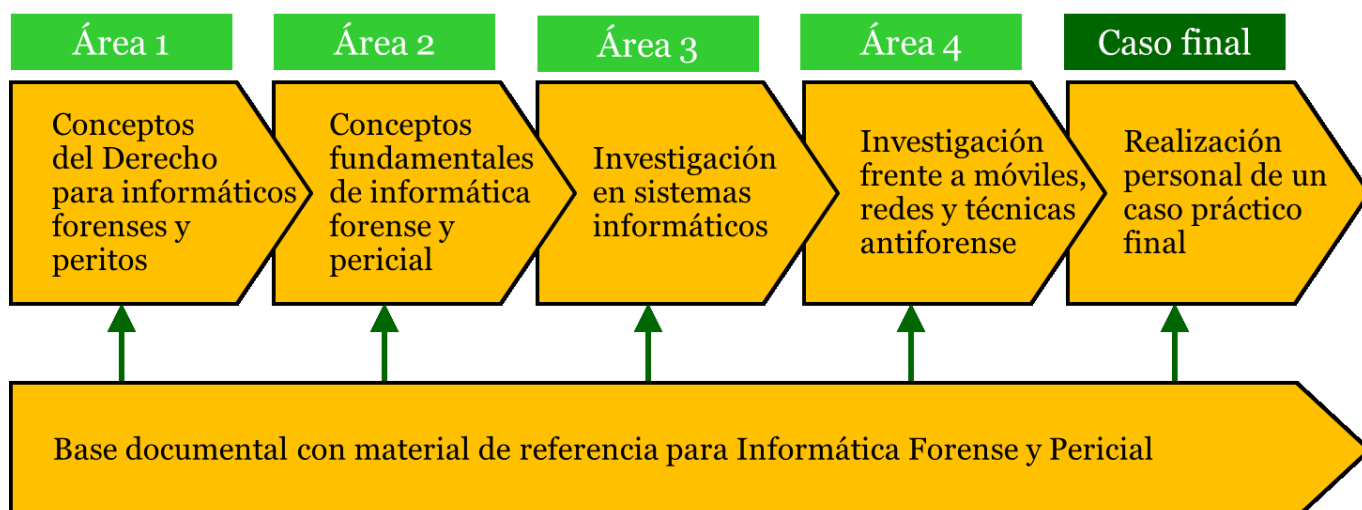 Área 1
Conceptos
del Derecho
para informáticos
forenses y
peritos
Área 2
Conceptos
fundamentales
de informática
forense y
pericial
Área 3
Investigación
en sistemas
informáticos
Área 4
Investigación
frente a móviles,
redes y técnicas
antiforense
Caso final
Realización
personal de un
caso práctico
final
Base documental con material de referencia para Informática Forense y Pericial